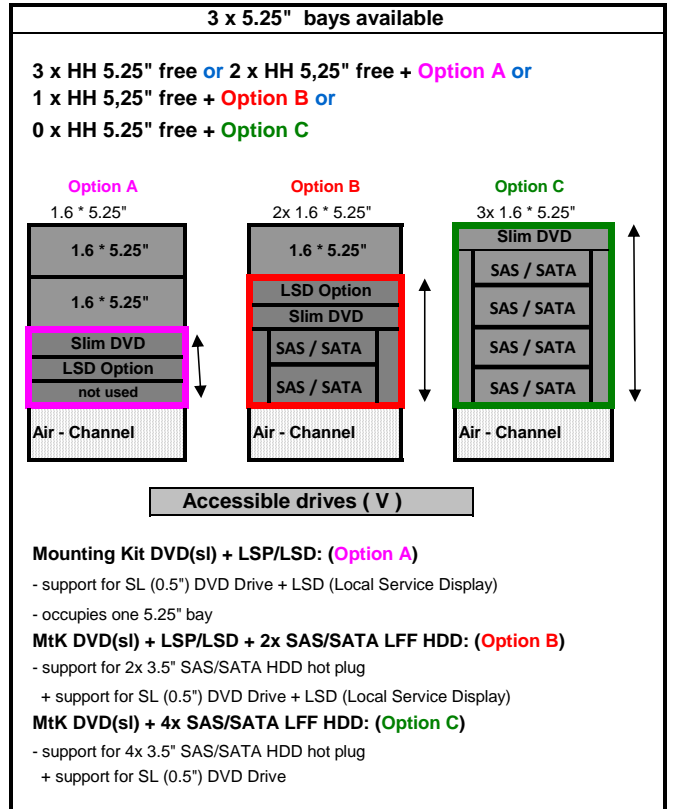 3 x 5.25" bays available
3 x HH 5.25" free or 2 x HH 5,25" free + Option A or
1 x HH 5,25" free + Option B or
0 x HH 5.25" free + Option C
Option A
1.6 * 5.25"
1.6 * 5.25"
1.6 * 5.25"
Slim DVD
LSD Option
not used
Air - Channel
Option B
2x 1.6 * 5.25"
1.6 * 5.25"
LSD Option
Slim DVD
SAS / SATA
SAS / SATA
Air - Channel
Option C
3x 1.6 * 5.25"
Slim DVD
SAS / SATA
SAS / SATA
SAS / SATA
SAS / SATA
Air - Channel
Accessible drives ( V )
Mounting Kit DVD(sl) + LSP/LSD: (Option A)
- support for SL (0.5") DVD Drive + LSD (Local Service Display)
- occupies one 5.25" bay
MtK DVD(sl) + LSP/LSD + 2x SAS/SATA LFF HDD: (Option B)
- support for 2x 3.5" SAS/SATA HDD hot plug
+ support for SL (0.5") DVD Drive + LSD (Local Service Display)
MtK DVD(sl) + 4x SAS/SATA LFF HDD: (Option C)
- support for 4x 3.5" SAS/SATA HDD hot plug
+ support for SL (0.5") DVD Drive